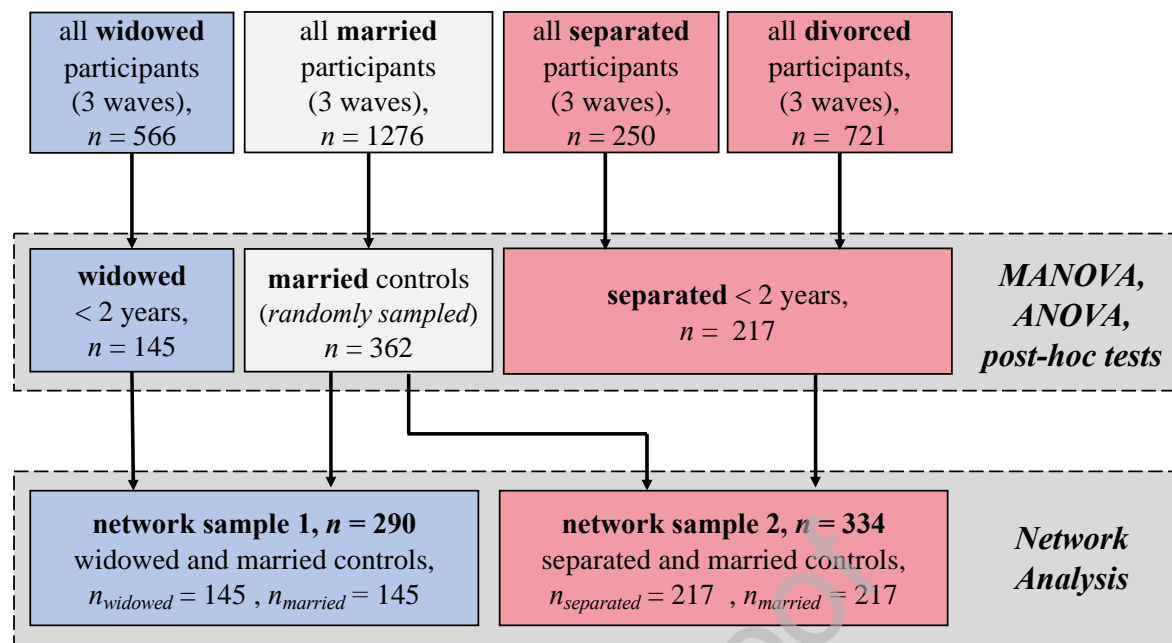 all widowed
participants
(3 waves),
n = 566
all married
participants
(3 waves),
n = 1276
all separated
participants
(3 waves),
n = 250
all divorced
participants,
(3 waves),
n = 721
widowed
< 2 years,
n = 145
married controls
(randomly sampled)
n = 362
separated < 2 years,
n = 217
MANOVA,
ANOVA,
post-hoc tests
network sample 1, n = 290
widowed and married controls,
nwidowed = 145 , nmarried = 145
network sample 2, n = 334
separated and married controls,
nseparated = 217 , nmarried = 217
Network
Analysis